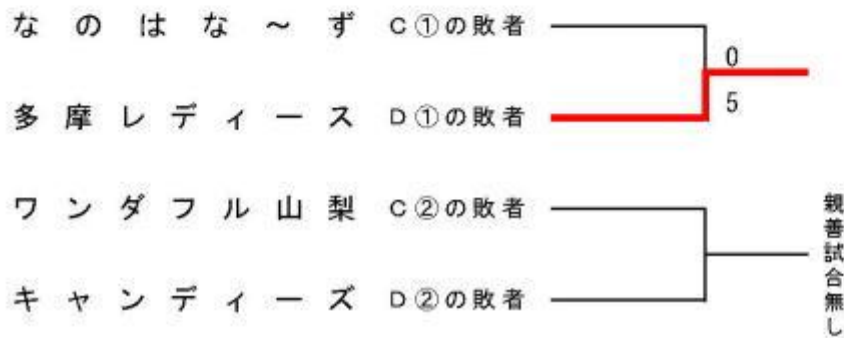 なのはな～ず C①の敗者
0
多摩レディース D①の敗者
5
ワンダフル山梨 C②の敗者
キャンディーズ D②の敗者
親善試合無し